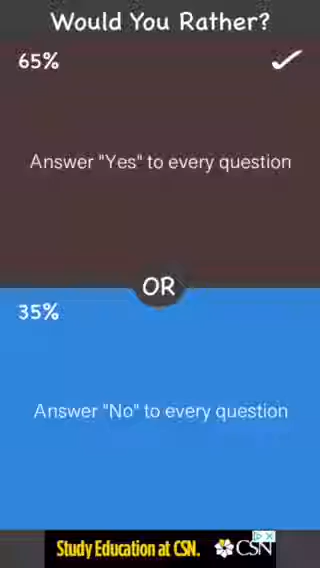 Would You Rather?
65%
Answer "Yes" to every question
OR
35%
Answer "No" to every question
Study Education at CSN. CSN